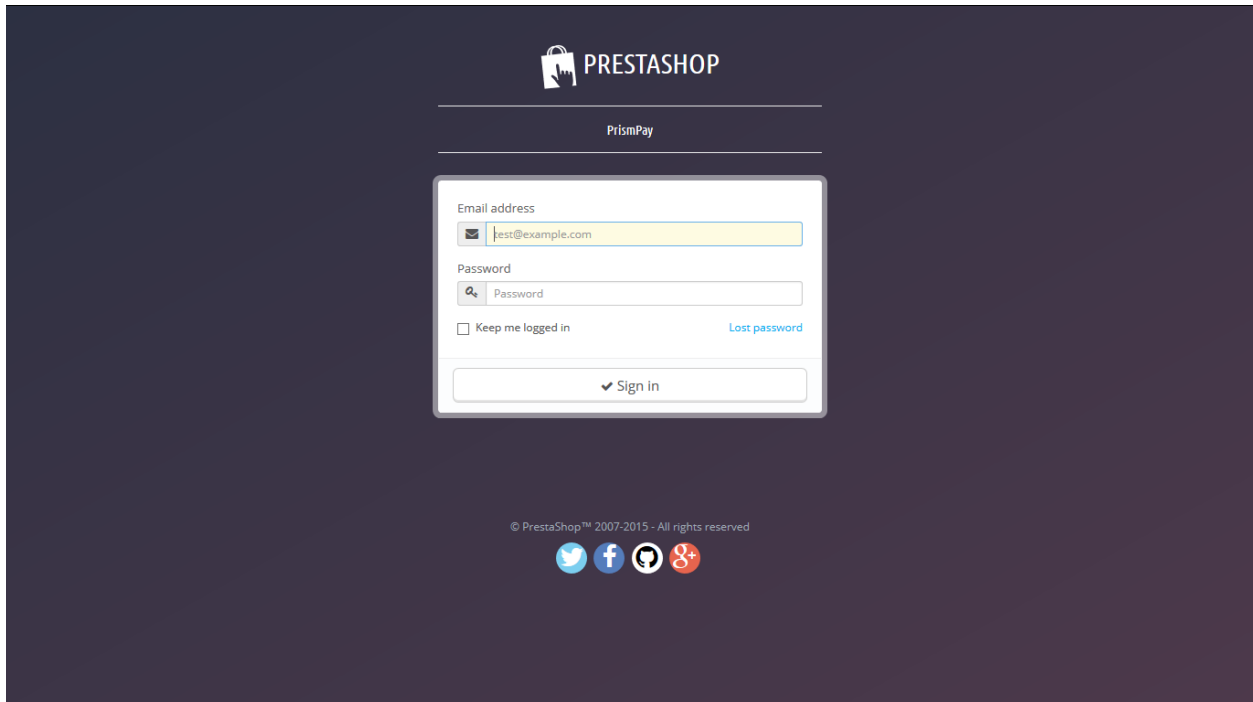 PRESTASHOP
PrismPay
Email address
test@example.com
Password
Password
Keep me logged in Lost password
Sign in
© PrestaShop™ 2007-2015 - All rights reserved